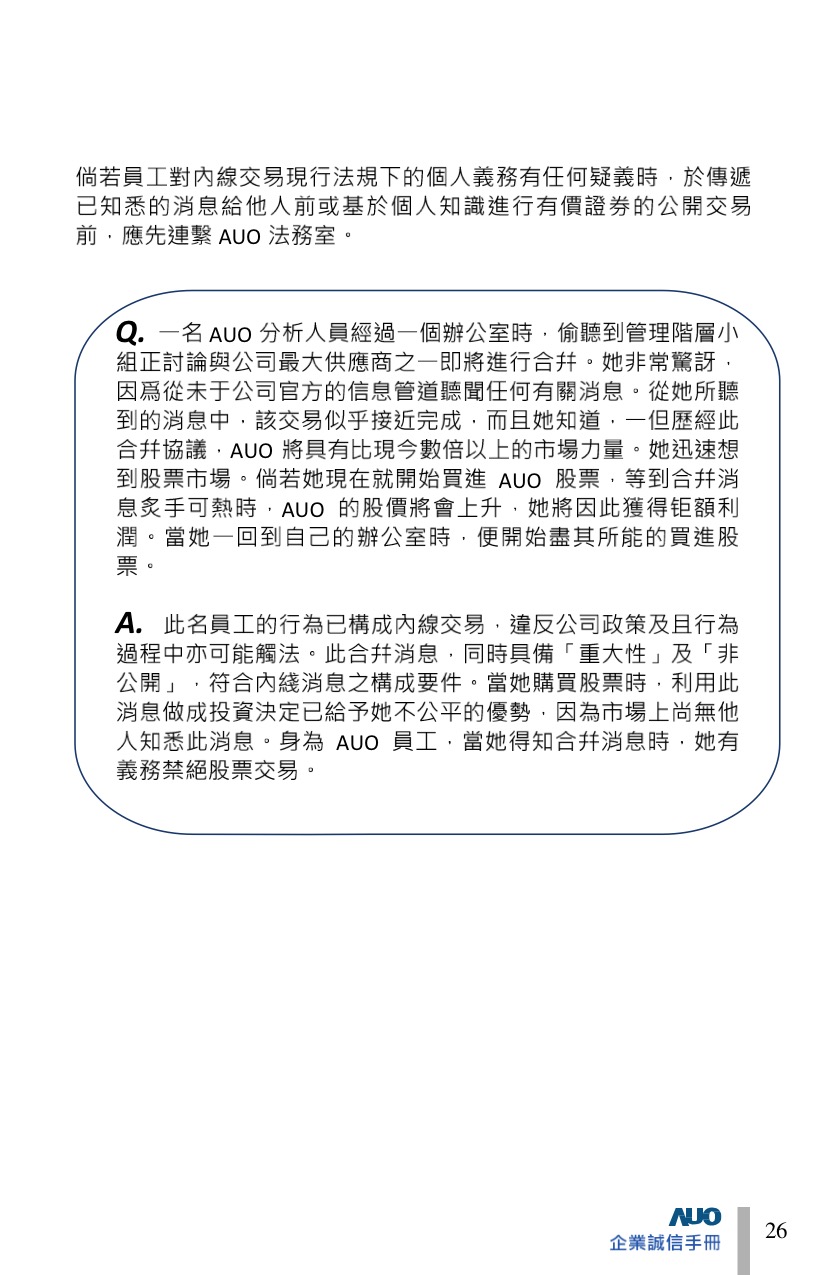 倘若員工對內線交易現行法規下的個人義務有任何疑義時，於傳遞
已知悉的消息給他人前或基於個人知識進行有價證券的公開交易
前，應先連繫 AUO 法務室。
Q. 一名 AUO 分析人員經過一個辦公室時，偷聽到管理階層小
組正討論與公司最大供應商之一即將進行合幷。她非常驚訝，
因爲從未于公司官方的信息管道聽聞任何有關消息。從她所聽
到的消息中，該交易似乎接近完成，而且她知道，一但歷經此
合幷協議，AUO 將具有比現今數倍以上的市場力量。她迅速想
到股票市場。倘若她現在就開始買進 AUO 股票，等到合幷消
息炙手可熱時，AUO 的股價將會上升，她將因此獲得钜額利
潤。當她一回到自己的辦公室時，便開始盡其所能的買進股
票。
A. 此名員工的行為已構成內線交易，違反公司政策及且行為
過程中亦可能觸法。此合幷消息，同時具備「重大性」及「非
公開」，符合內綫消息之構成要件。當她購買股票時，利用此
消息做成投資決定已給予她不公平的優勢，因為市場上尚無他
人知悉此消息。身為 AUO 員工，當她得知合幷消息時，她有
義務禁絕股票交易。
AUO
企業誠信手冊
26